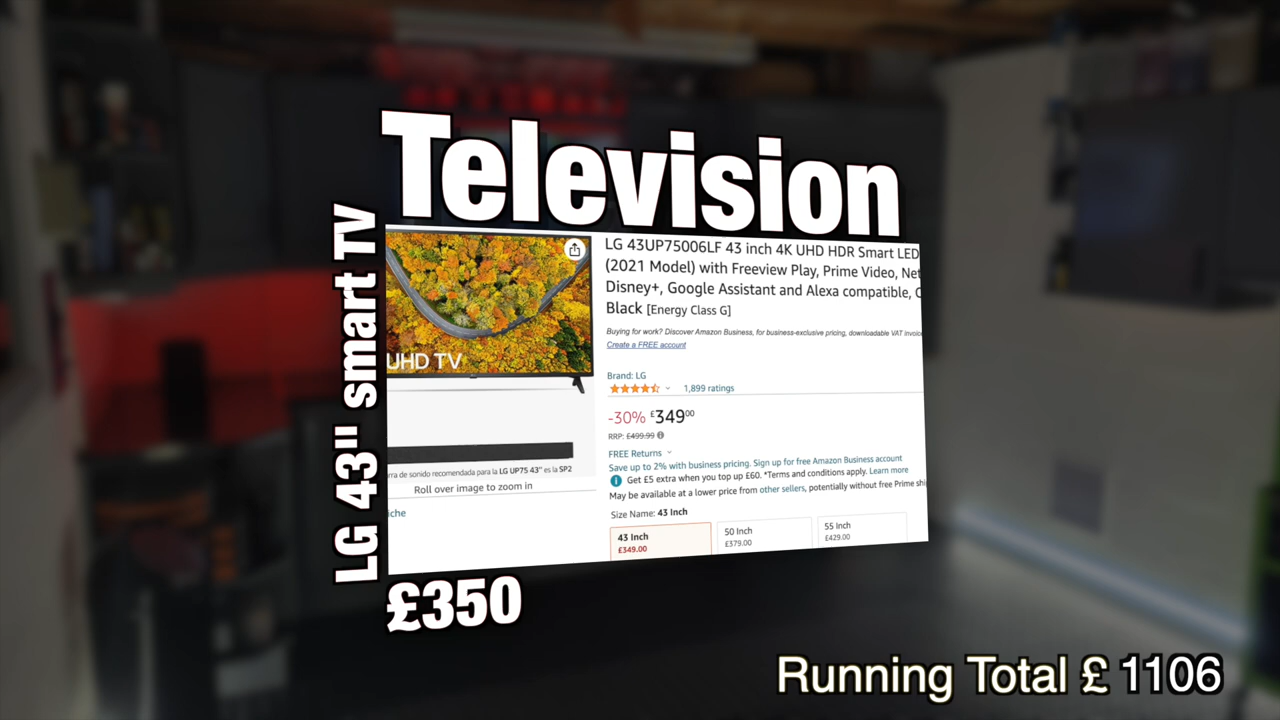 Television
LG 43" smart TV
UHD TV
rra de sonido recomendada para la LG UP75 43" es la SP2
Roll over image to zoom in
iche
LG 43UP75006LF 43 inch 4K UHD HDR Smart LED
(2021 Model) with Freeview Play, Prime Video, Net
Disney+, Google Assistant and Alexa compatible, C
Black [Energy Class G]
Buying for work? Discover Amazon Business, for business-exclusive pricing, downloadable VAT invoic
Create a FREE account
Brand: LG
1,899 ratings
-30% £349.00
RRP: £499.99
FREE Returns
Save up to 2% with business pricing. Sign up for free Amazon Business account
Get £5 extra when you top up £60. *Terms and conditions apply. Learn more
May be available at a lower price from other sellers, potentially without free Prime shi
Size Name: 43 Inch
43 Inch
£349.00
50 Inch
£379.00
55 Inch
£429.00
£350
Running Total £ 1106